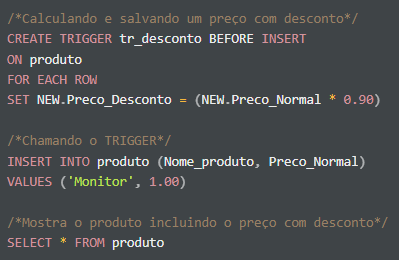 /*Calculando e salvando um preço com desconto*/
CREATE TRIGGER tr_desconto BEFORE INSERT
ON produto
FOR EACH ROW
SET NEW.Preco_Desconto = (NEW.Preco_Normal * 0.90)
/*Chamando o TRIGGER*/
INSERT INTO produto (Nome_produto, Preco_Normal)
VALUES ('Monitor', 1.00)
/*Mostra o produto incluindo o preço com desconto*/
SELECT * FROM produto